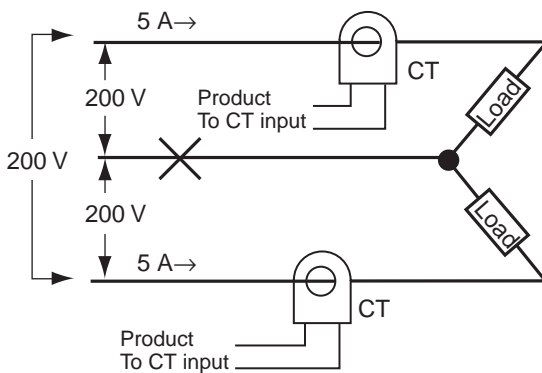 5 A→
CT
Product
To CT input
200 V
200 V
200 V
Load
Load
5 A→
CT
Product
To CT input